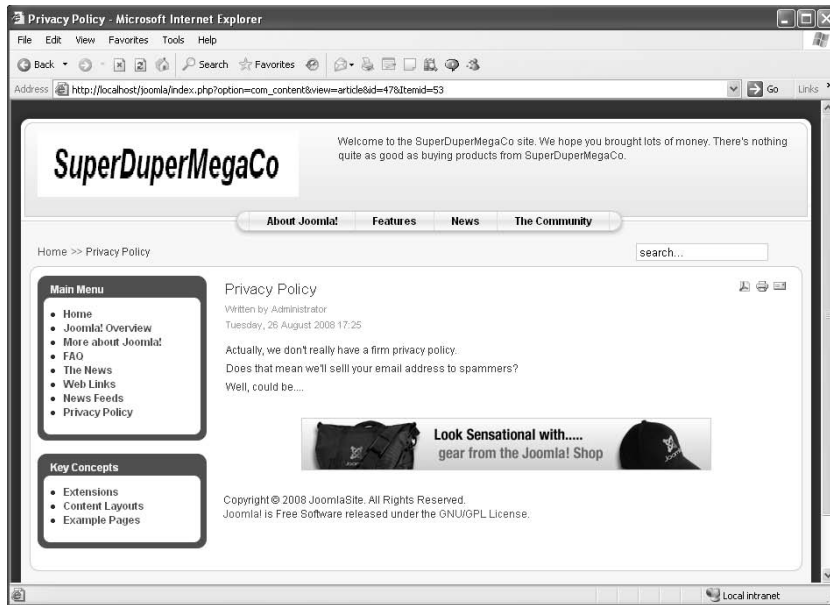 Privacy Policy - Microsoft Internet Explorer
File Edit View Favorites Tools Help
Back Search Favorites
Address http://localhost/joomla/index.php?option=com_content&view=article&id=47&Itemid=53 Go Links
SuperDuperMegaCo
Welcome to the SuperDuperMegaCo site. We hope you brought lots of money. There's nothing
quite as good as buying products from SuperDuperMegaCo.
About Joomla! Features News The Community
Home >> Privacy Policy
search...
Main Menu
Home
Joomla! Overview
More about Joomla!
FAQ
The News
Web Links
News Feeds
Privacy Policy
Key Concepts
Extensions
Content Layouts
Example Pages
Privacy Policy
Written by Administrator
Tuesday, 26 August 2008 17:25
Actually, we don't really have a firm privacy policy.
Does that mean we'll selll your email address to spammers?
Well, could be....
Look Sensational with.....
gear from the Joomla! Shop
Copyright © 2008 JoomlaSite. All Rights Reserved.
Joomla! is Free Software released under the GNU/GPL License.
Local intranet